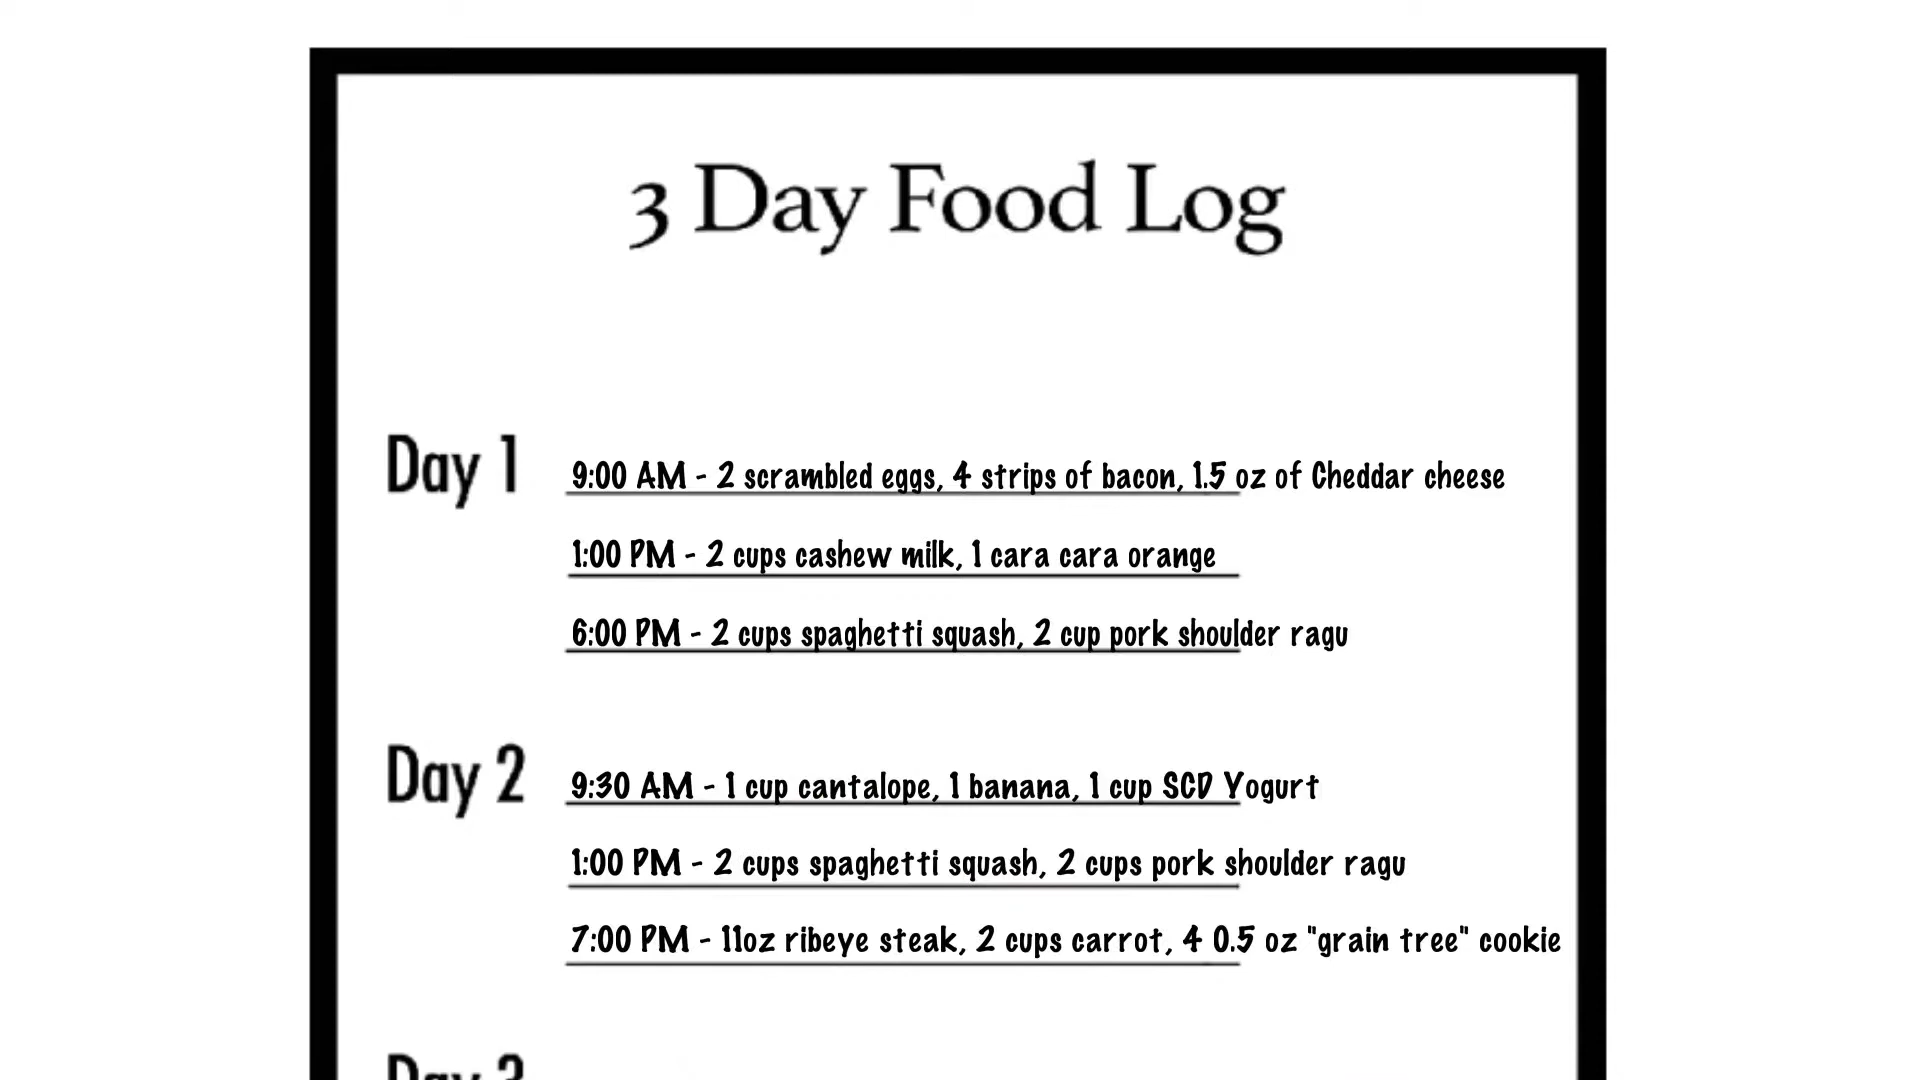 3 Day Food Log
Day 1
9:00 AM - 2 scrambled eggs, 4 strips of bacon, 1.5 oz of Cheddar cheese
1:00 PM - 2 cups cashew milk, 1 cara cara orange
6:00 PM - 2 cups spaghetti squash, 2 cup pork shoulder ragu
Day 2
9:30 AM - 1 cup cantalope, 1 banana, 1 cup SCD Yogurt
1:00 PM - 2 cups spaghetti squash, 2 cups pork shoulder ragu
7:00 PM - 11oz ribeye steak, 2 cups carrot, 4 0.5 oz "grain tree" cookie
Day 3